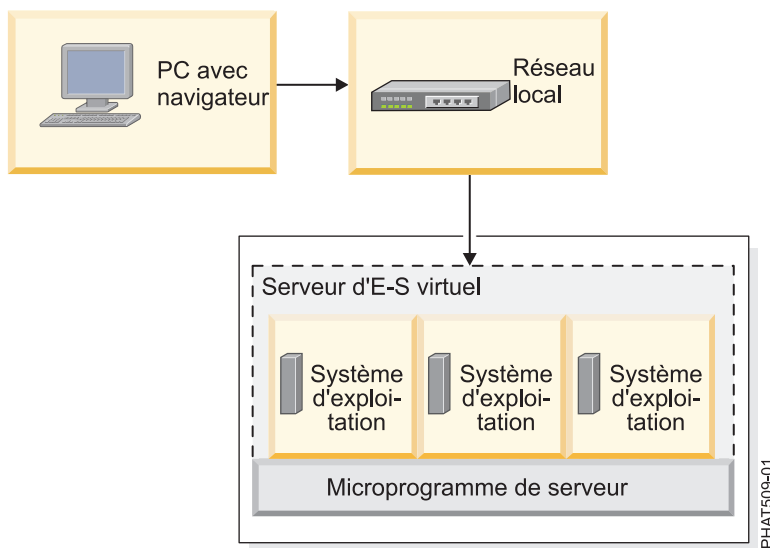 PC avec
navigateur
Réseau
local
Serveur d'E-S virtuel
Système
d'exploi-
tation
Système
d'exploi-
tation
Système
d'exploi-
tation
Microprogramme de serveur
PHAT509-01